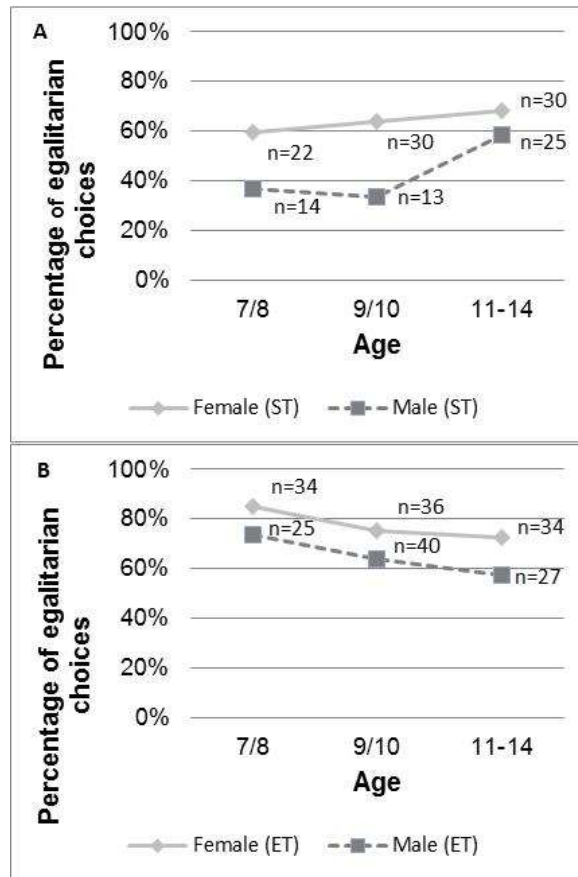 A
Percentage of egalitarian
choices
100%
80%
60%
40%
20%
0%
n=22
n=30
n=30
n=14
n=13
n=25
7/8
9/10
11-14
Age
Female (ST)
Male (ST)
B
Percentage of egalitarian
choices
100%
80%
60%
40%
20%
0%
n=34
n=36
n=34
n=25
n=40
n=27
7/8
9/10
11-14
Age
Female (ET)
Male (ET)